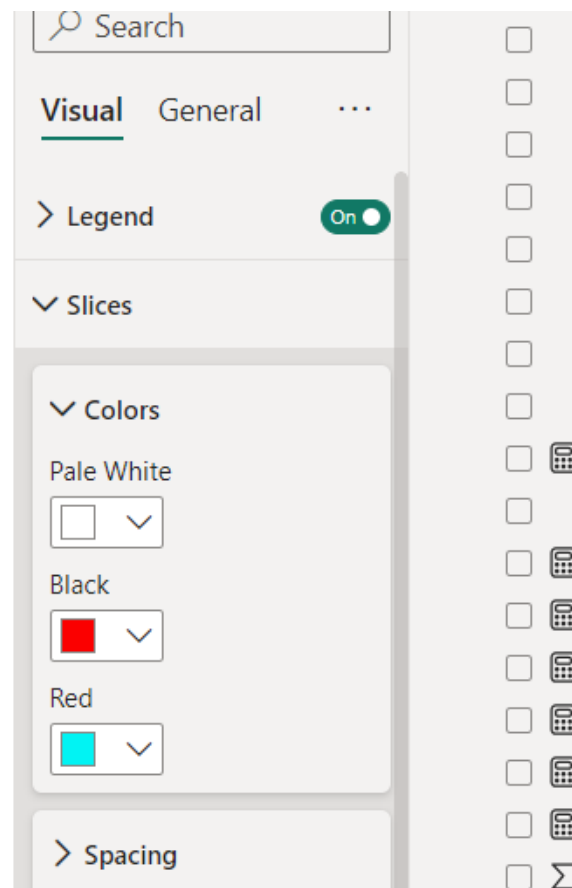 Search
Visual General ...
Legend On
Slices
Colors
Pale White
Black
Red
Spacing